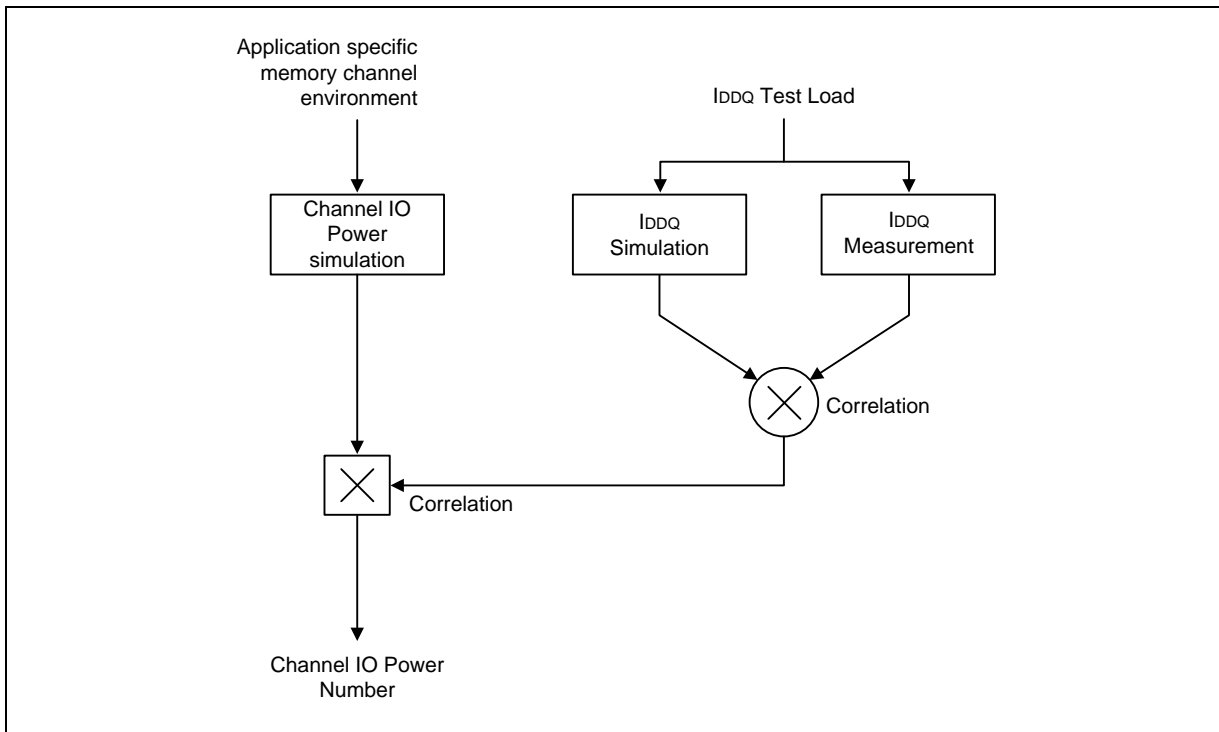 Application specific
memory channel
environment
IDDQ Test Load
Channel IO
Power
simulation
IDDQ
Simulation
IDDQ
Measurement
Correlation
Correlation
Channel IO Power
Number